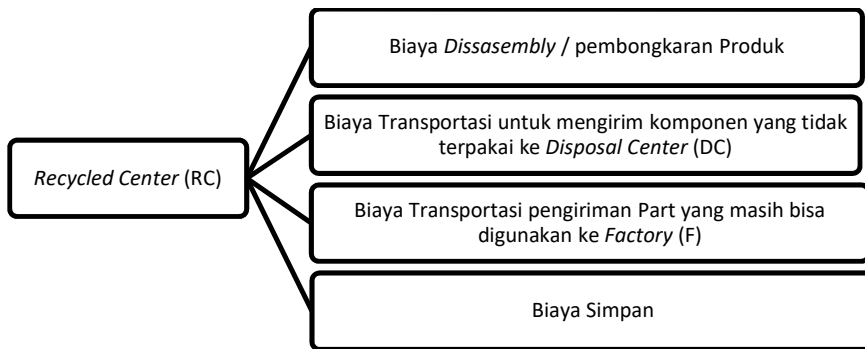 Recycled Center (RC)
Biaya Dissasembly / pembongkaran Produk
Biaya Transportasi untuk mengirim komponen yang tidak
terpakai ke Disposal Center (DC)
Biaya Transportasi pengiriman Part yang masih bisa
digunakan ke Factory (F)
Biaya Simpan